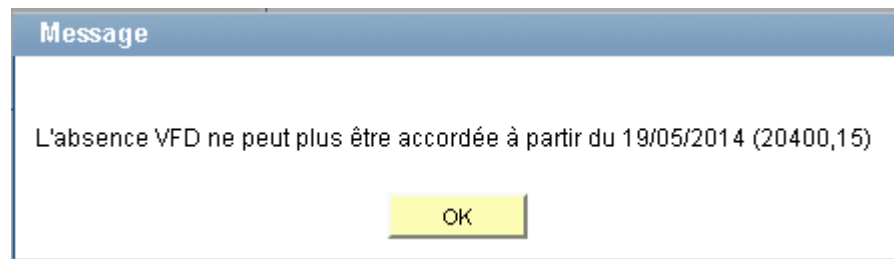 Message
L'absence VFD ne peut plus être accordée à partir du 19/05/2014 (20400,15)
OK